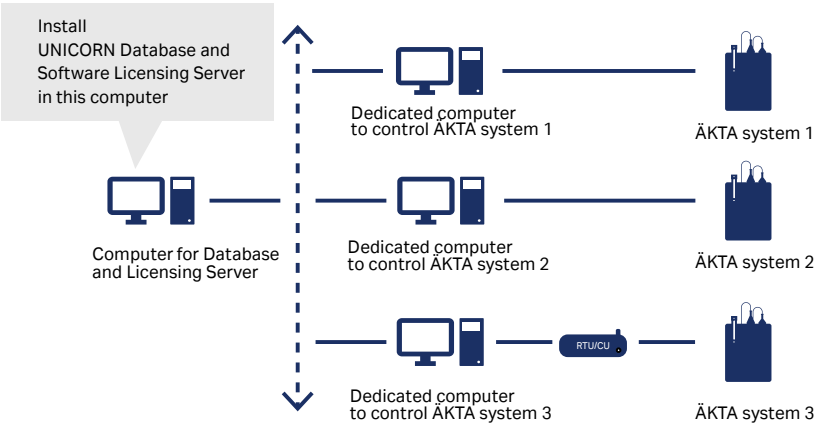 Install
UNICORN Database and
Software Licensing Server
in this computer
Dedicated computer
to control ÄKTA system 1
ÄKTA system 1
Computer for Database
and Licensing Server
Dedicated computer
to control ÄKTA system 2
ÄKTA system 2
RTU/CU
Dedicated computer
to control ÄKTA system 3
ÄKTA system 3